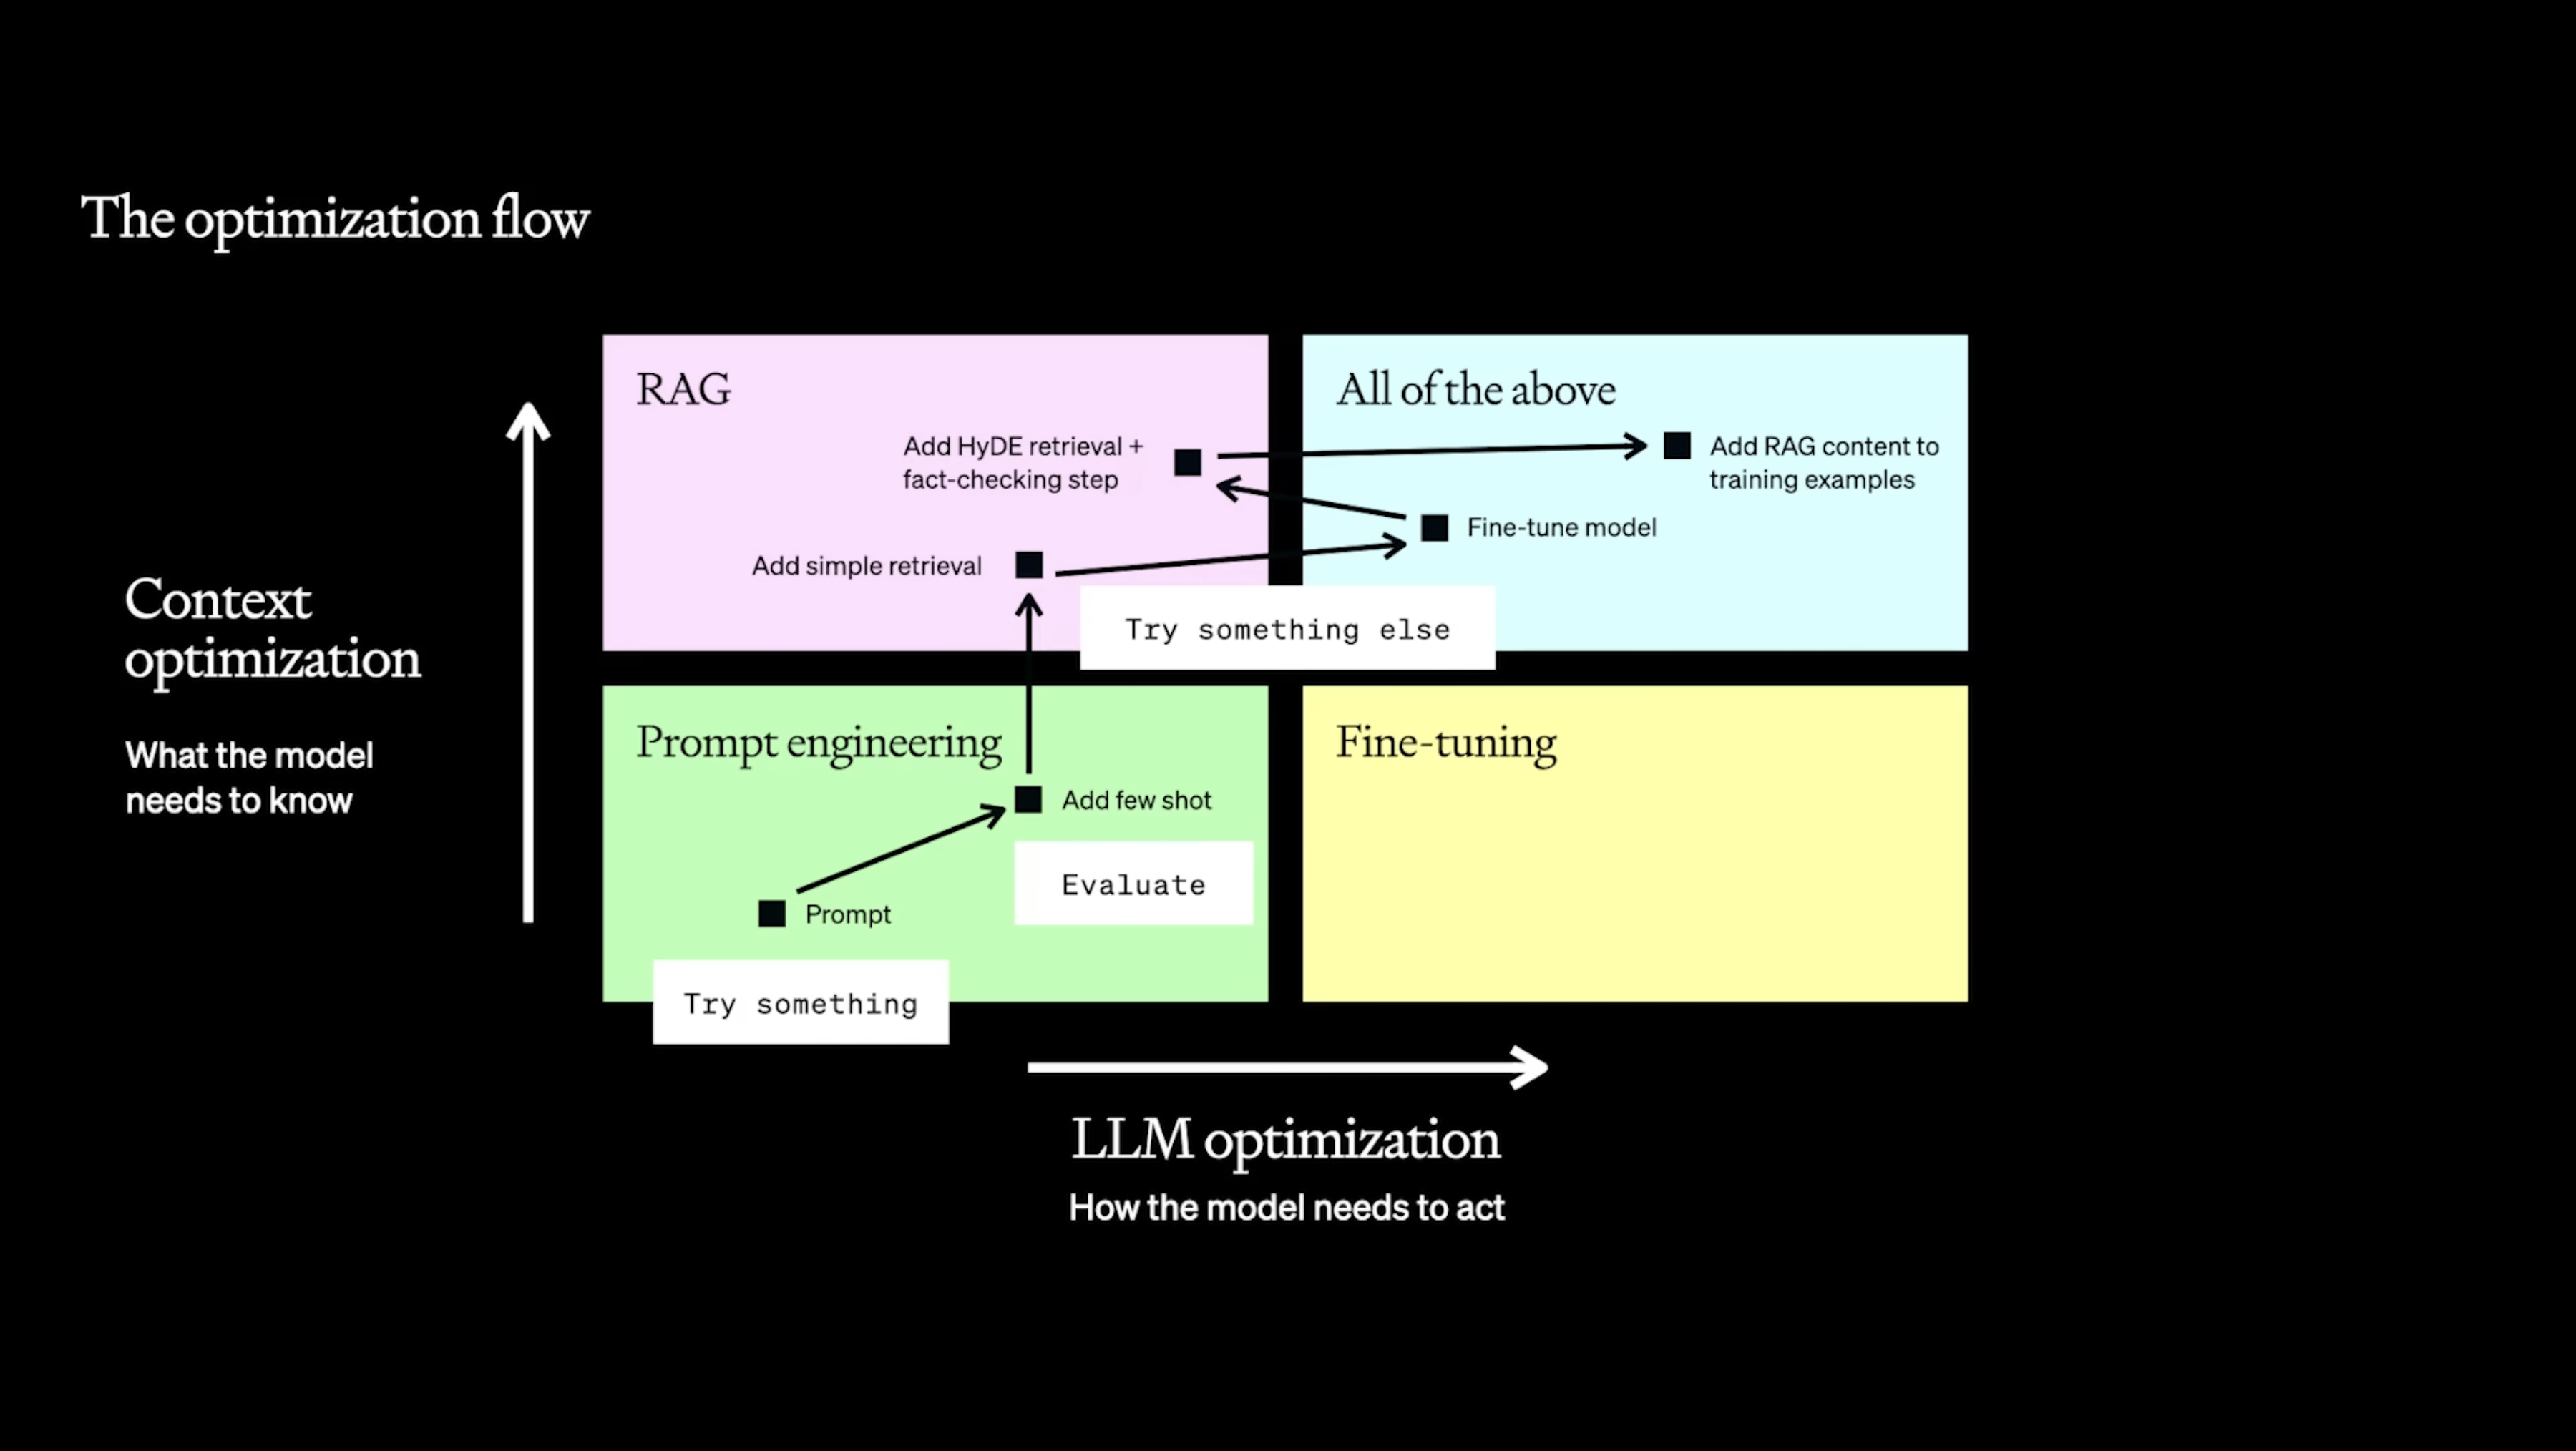 The optimization flow
RAG
Add HyDE retrieval +
fact-checking step
Add simple retrieval
All of the above
Add RAG content to
training examples
Fine-tune model
Try something else
Context
optimization
What the model
needs to know
Prompt engineering
Add few shot
Evaluate
Prompt
Try something
Fine-tuning
LLM optimization
How the model needs to act